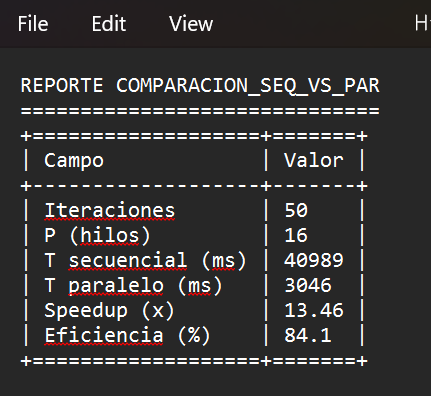 File Edit View H
REPORTE COMPARACION_SEQ_VS_PAR
==============================
+===================+=======+
| Campo             | Valor |
+-------------------+-------+
| Iteraciones       | 50    |
| P (hilos)         | 16    |
| T secuencial (ms) | 40989 |
| T paralelo (ms)   | 3046  |
| Speedup (x)       | 13.46 |
| Eficiencia (%)    | 84.1  |
+===================+=======+